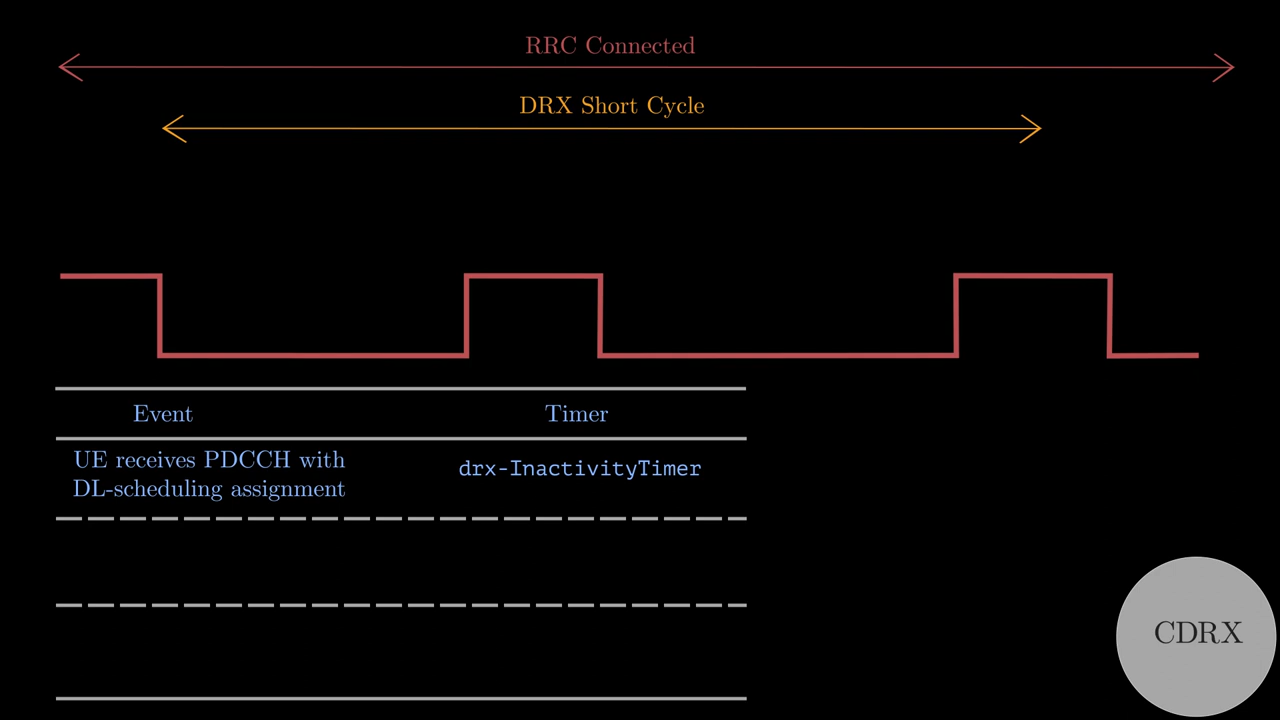 RRC Connected
DRX Short Cycle
Event
Timer
UE receives PDCCH with
DL-scheduling assignment
drx-InactivityTimer
CDRX